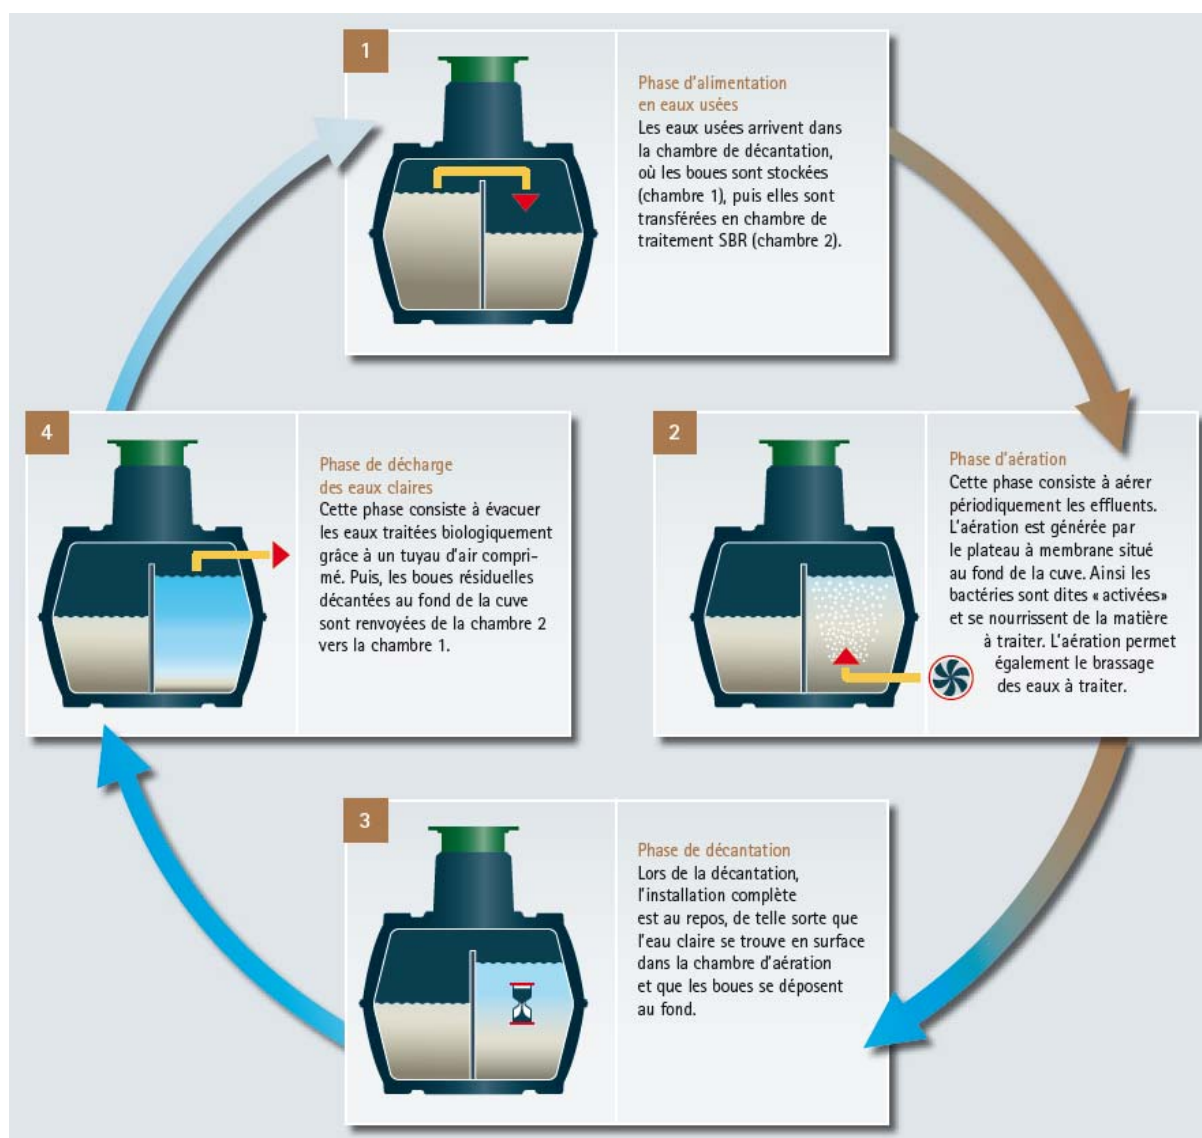 1
Phase d'alimentation
en eaux usées
Les eaux usées arrivent dans
la chambre de décantation,
où les boues sont stockées
(chambre 1), puis elles sont
transférées en chambre de
traitement SBR (chambre 2).
2
Phase d'aération
Cette phase consiste à aérer
périodiquement les effluents.
L'aération est générée par
le plateau à membrane situé
au fond de la cuve. Ainsi les
bactéries sont dites « activées»
et se nourrissent de la matière
à traiter. L'aération permet
également le brassage
des eaux à traiter.
3
Phase de décantation
Lors de la décantation,
l'installation complète
est au repos, de telle sorte que
l'eau claire se trouve en surface
dans la chambre d'aération
et que les boues se déposent
au fond.
4
Phase de décharge
des eaux claires
Cette phase consiste à évacuer
les eaux traitées biologiquement
grâce à un tuyau d'air compri-
mé. Puis, les boues résiduelles
décantées au fond de la cuve
sont renvoyées de la chambre 2
vers la chambre 1.